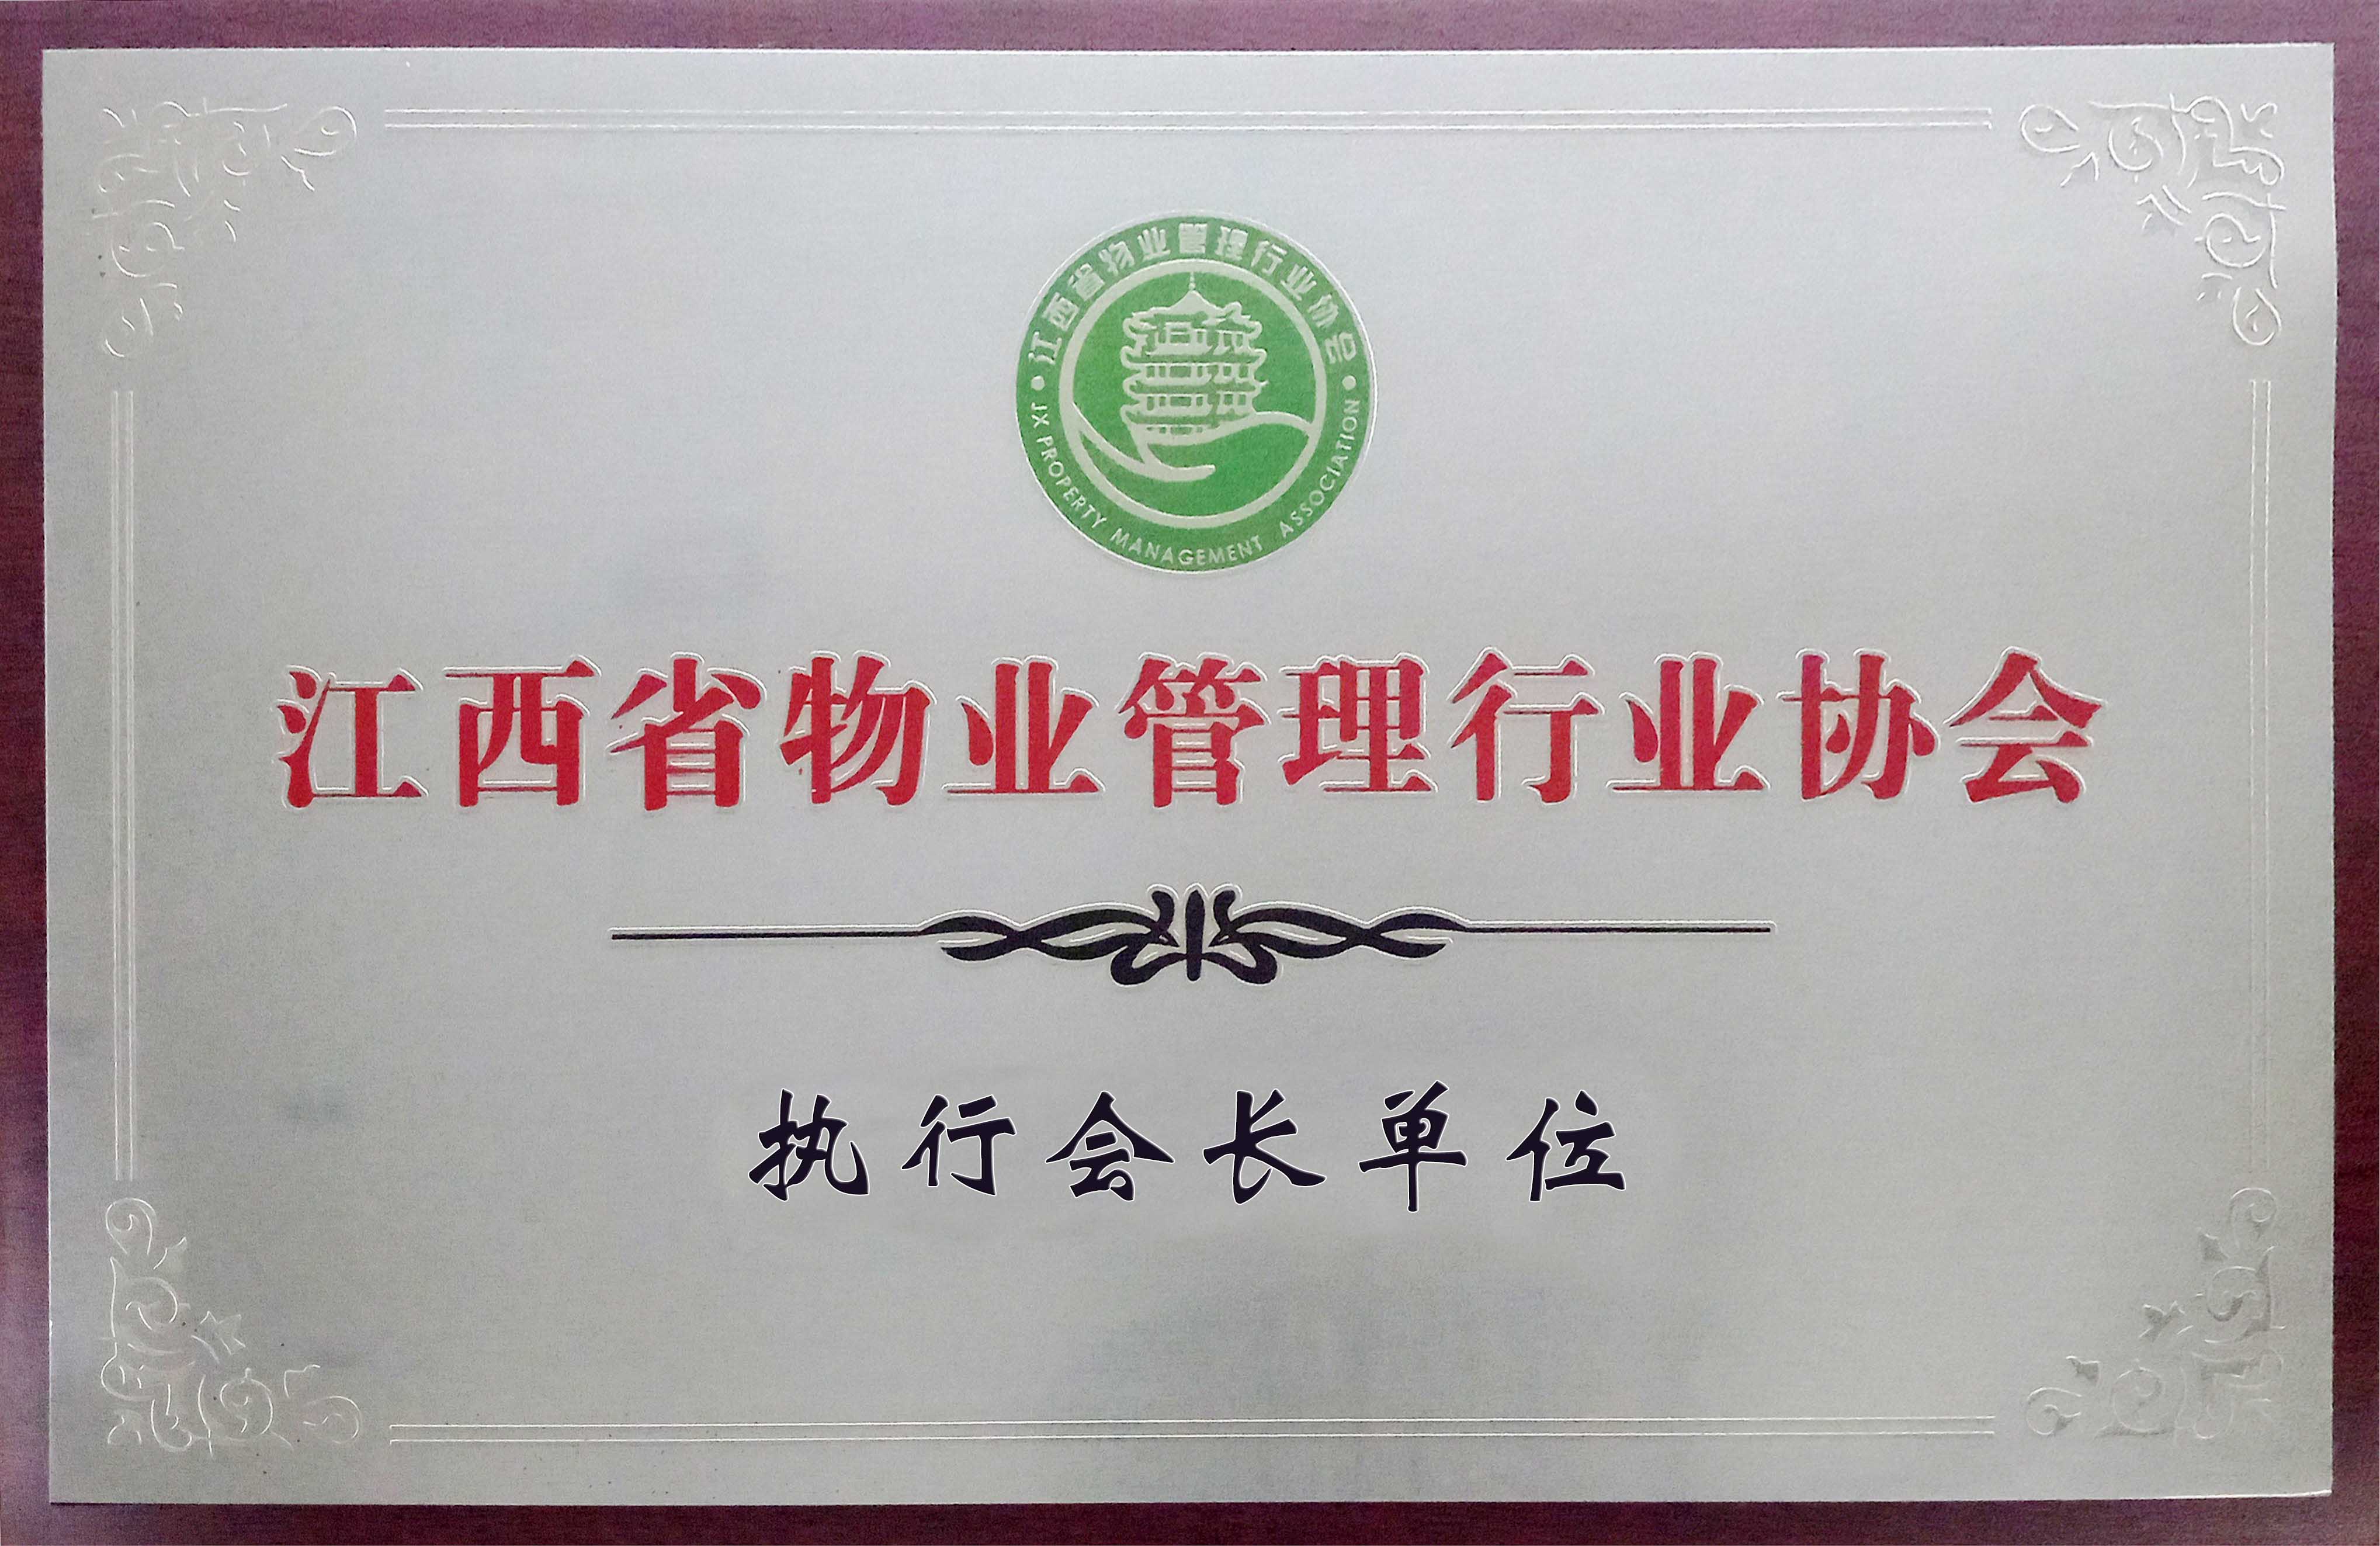 江西省物业管理行业协会
JX PROPERTY MANAGEMENT ASSOCIATION
江西省物业管理行业协会
执行会长单位